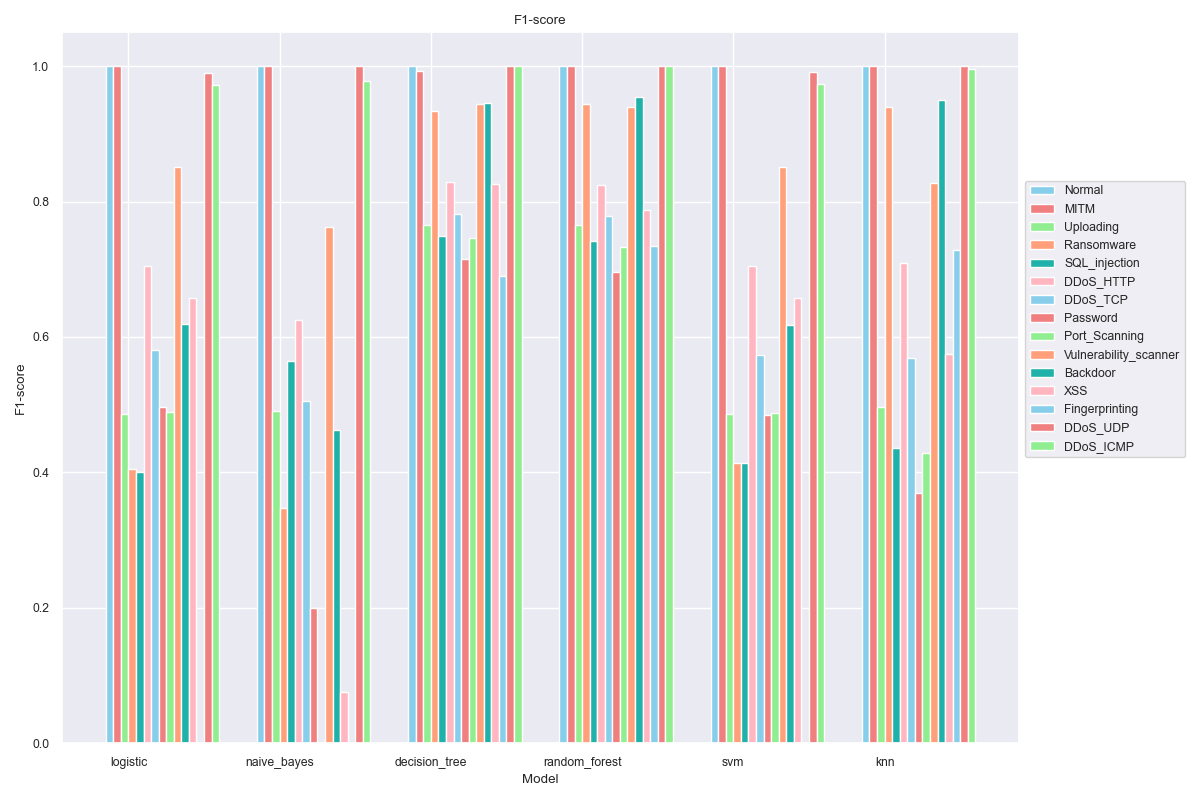 F1-score
1.0
0.8
0.6
0.4
0.2
0.0
F1-score
logistic
naive_bayes
decision_tree
random_forest
svm
knn
Model
Normal
MITM
Uploading
Ransomware
SQL_injection
DDoS_HTTP
DDoS_TCP
Password
Port_Scanning
Vulnerability_scanner
Backdoor
XSS
Fingerprinting
DDoS_UDP
DDoS_ICMP